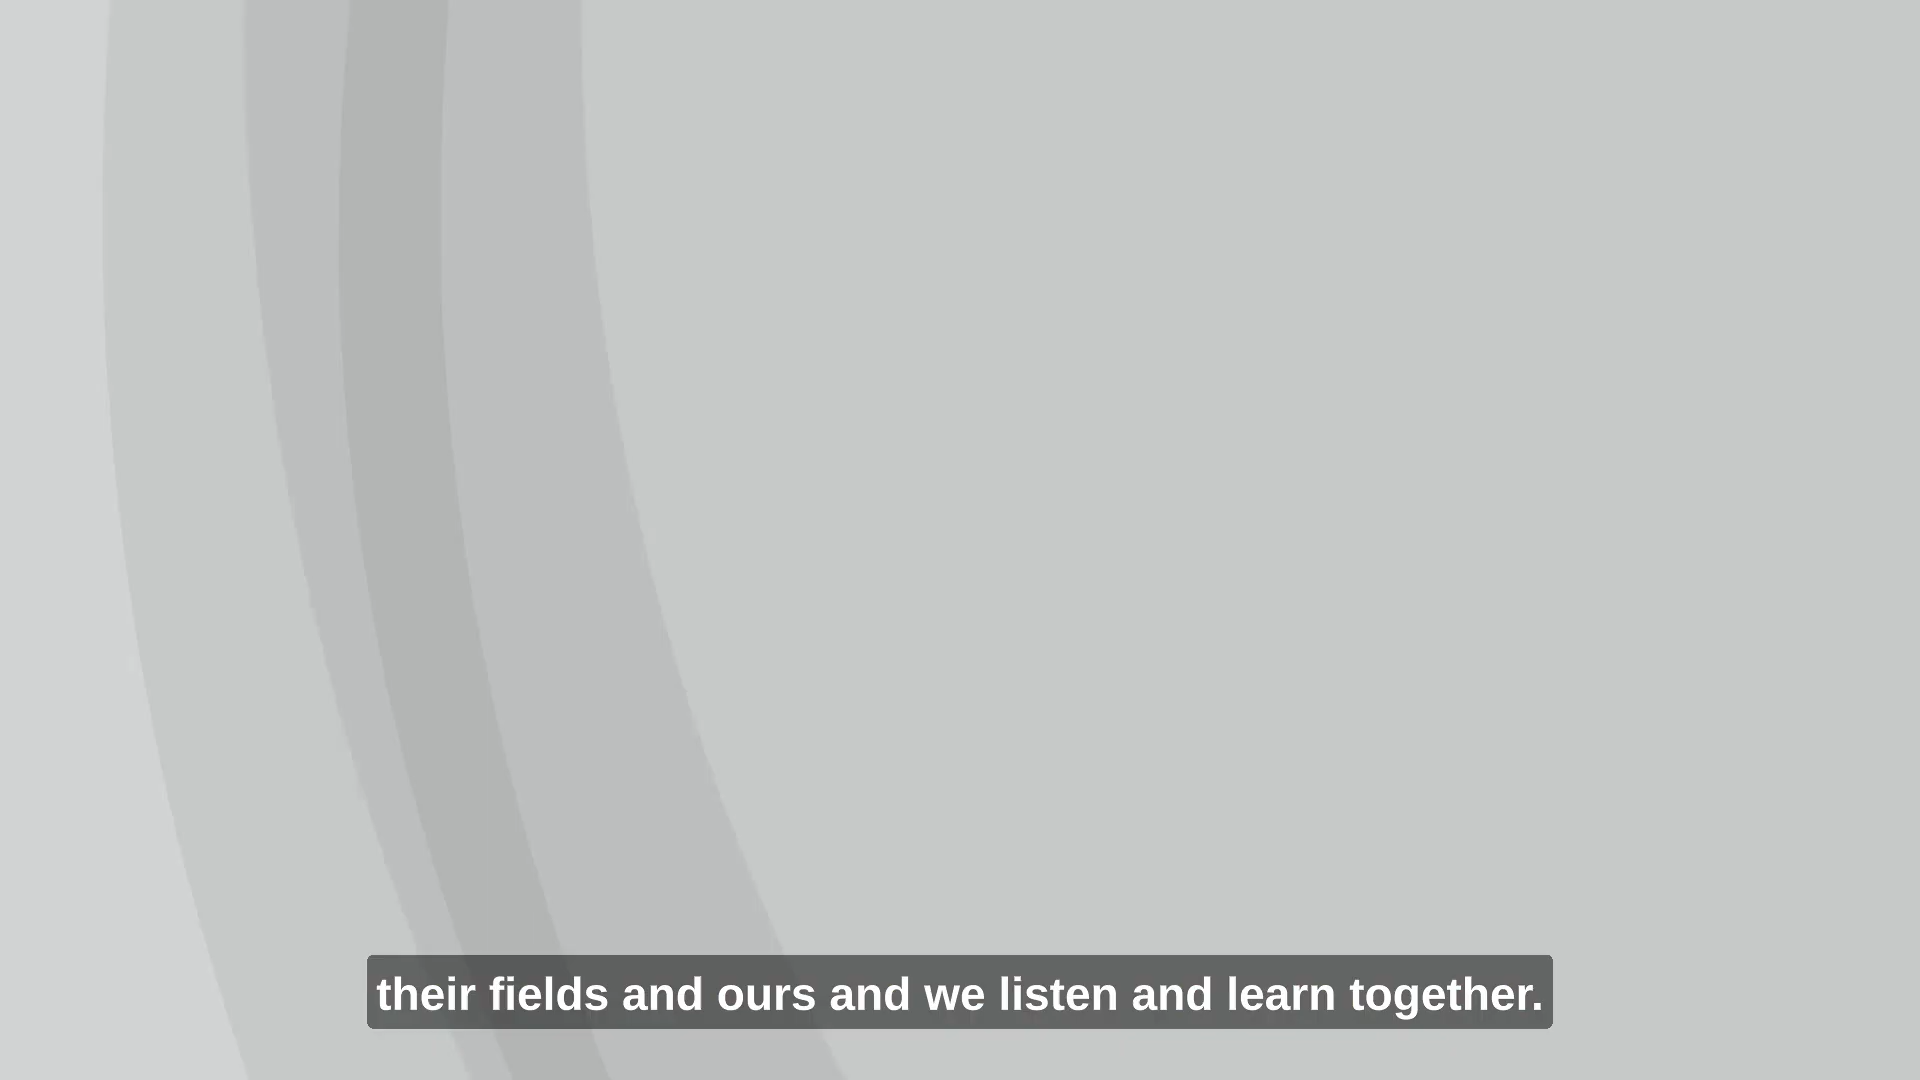 their fields and ours and we listen and learn together.